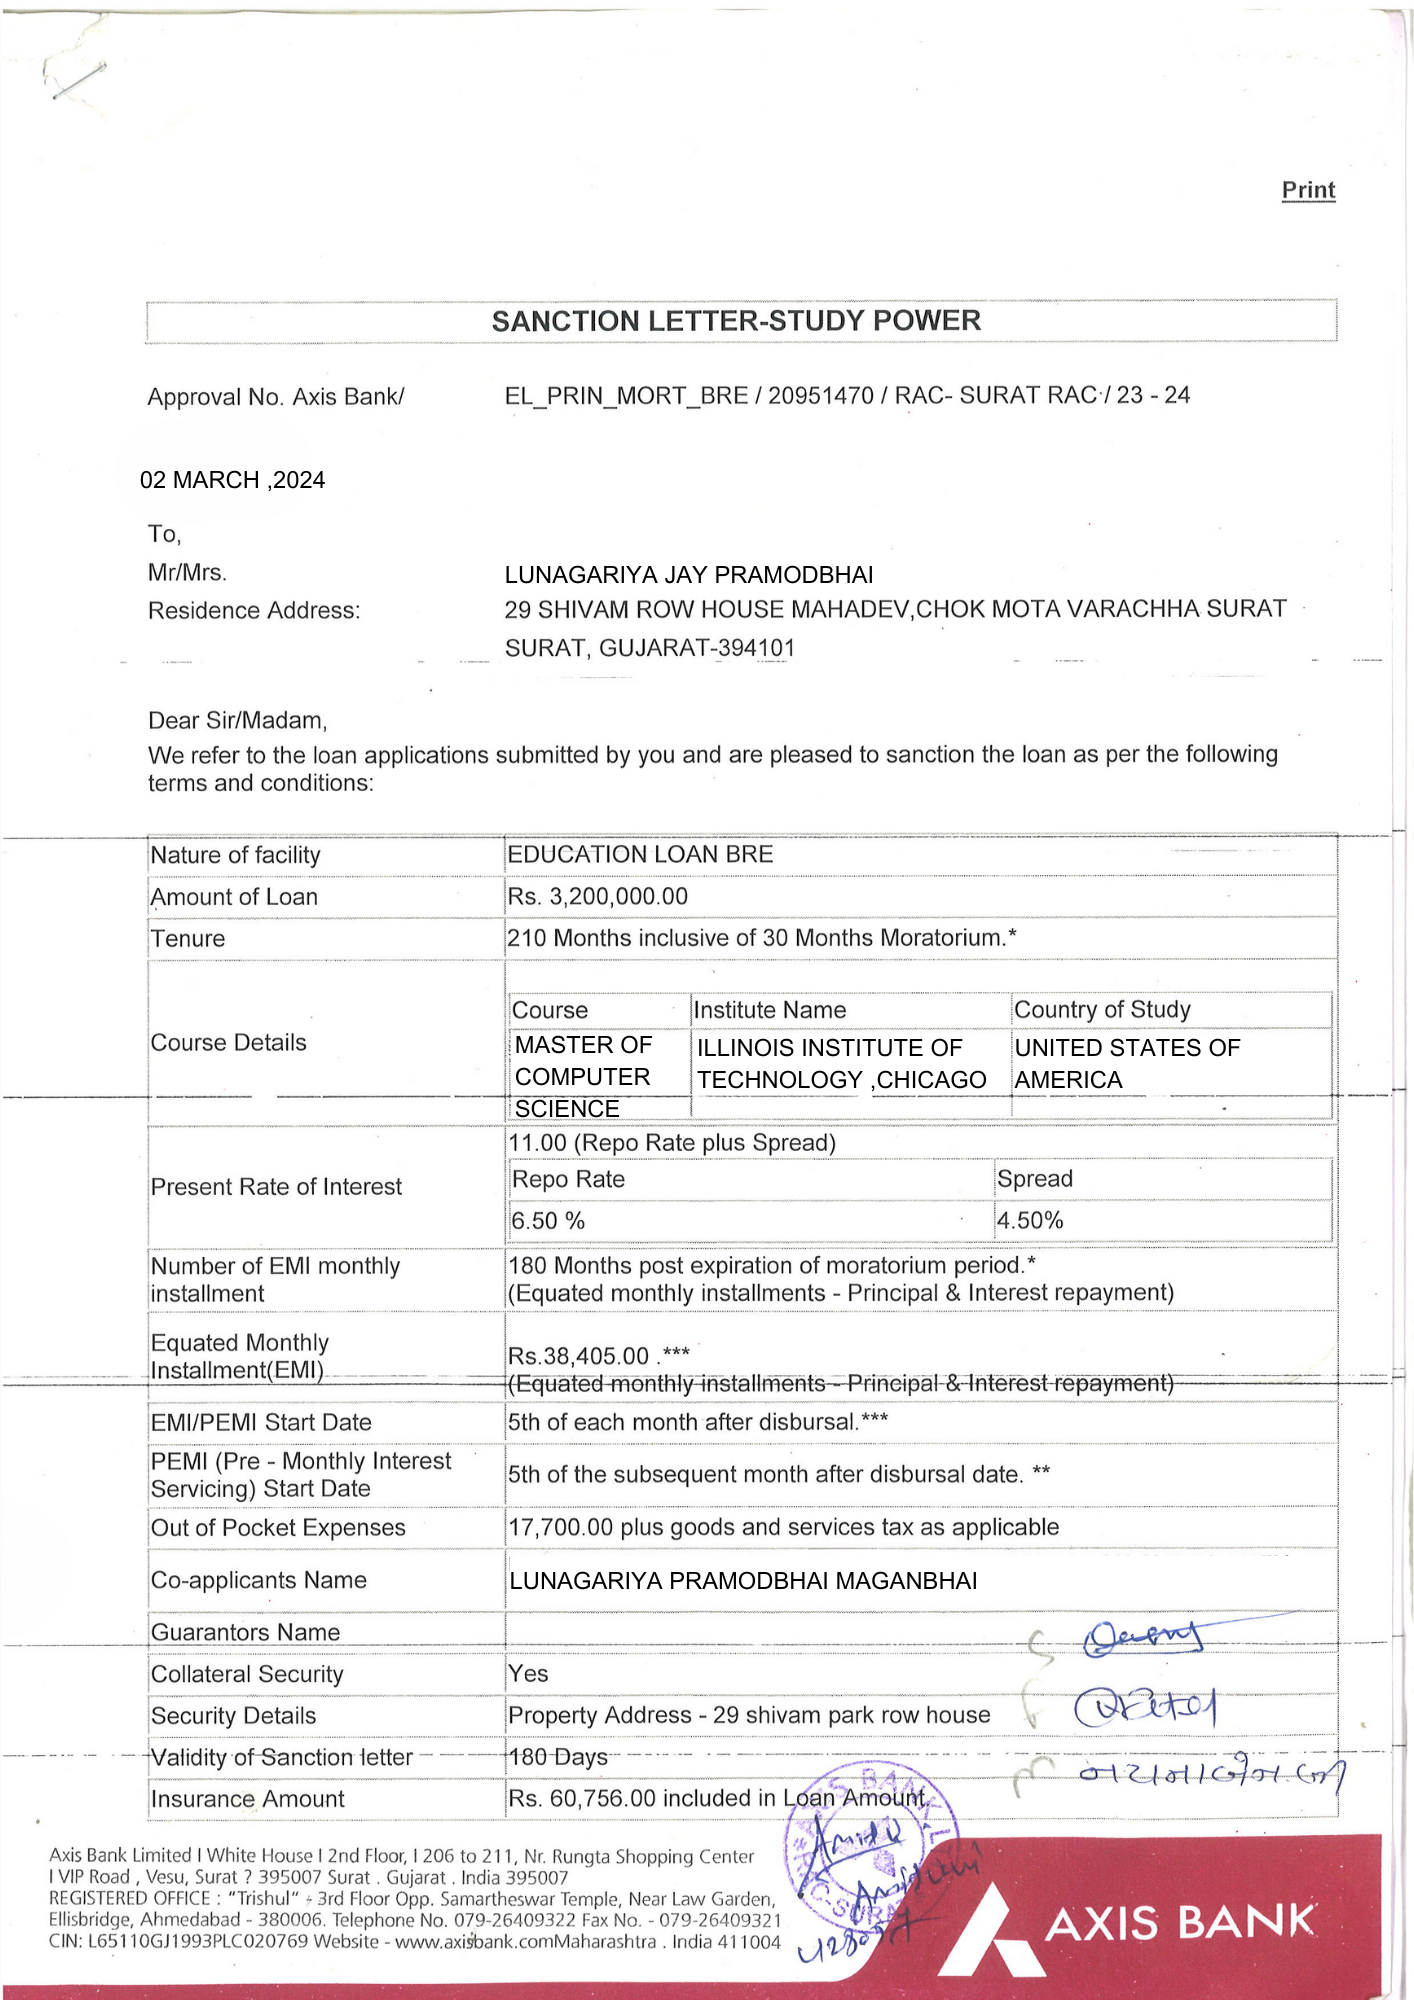 Print
SANCTION LETTER-STUDY POWER
Approval No. Axis Bank/ EL_PRIN_MORT_BRE / 20951470 / RAC- SURAT RAC / 23 - 24
02 MARCH ,2024
To,
Mr/Mrs. LUNAGARIYA JAY PRAMODBHAI
Residence Address: 29 SHIVAM ROW HOUSE MAHADEV,CHOK MOTA VARACHHA SURAT
SURAT, GUJARAT-394101
Dear Sir/Madam,
We refer to the loan applications submitted by you and are pleased to sanction the loan as per the following
terms and conditions:
Nature of facility EDUCATION LOAN BRE
Amount of Loan Rs. 3,200,000.00
Tenure 210 Months inclusive of 30 Months Moratorium.*
Course Details
Course Institute Name Country of Study
MASTER OF ILLINOIS INSTITUTE OF UNITED STATES OF
COMPUTER TECHNOLOGY ,CHICAGO AMERICA
SCIENCE
Present Rate of Interest
11.00 (Repo Rate plus Spread)
Repo Rate Spread
6.50 % 4.50%
Number of EMI monthly 180 Months post expiration of moratorium period.*
installment (Equated monthly installments - Principal & Interest repayment)
Equated Monthly Rs.38,405.00 .***
Installment(EMI) (Equated monthly installments - Principal & Interest repayment)
EMI/PEMI Start Date 5th of each month after disbursal.***
PEMI (Pre - Monthly Interest 5th of the subsequent month after disbursal date. **
Servicing) Start Date
Out of Pocket Expenses 17,700.00 plus goods and services tax as applicable
Co-applicants Name LUNAGARIYA PRAMODBHAI MAGANBHAI
Guarantors Name
Collateral Security Yes
Security Details Property Address - 29 shivam park row house
Validity of Sanction letter 180 Days
Insurance Amount Rs. 60,756.00 included in Loan Amount.
AXIS BANK L
Axis Bank Limited I White House I 2nd Floor, I 206 to 211, Nr. Rungta Shopping Center
I VIP Road , Vesu, Surat ? 395007 Surat . Gujarat . India 395007
REGISTERED OFFICE : "Trishul" - 3rd Floor Opp. Samartheswar Temple, Near Law Garden,
Ellisbridge, Ahmedabad - 380006. Telephone No. 079-26409322 Fax No. - 079-26409321
CIN: L65110GJ1993PLC020769 Website - www.axisbank.comMaharashtra . India 411004
AXIS BANK